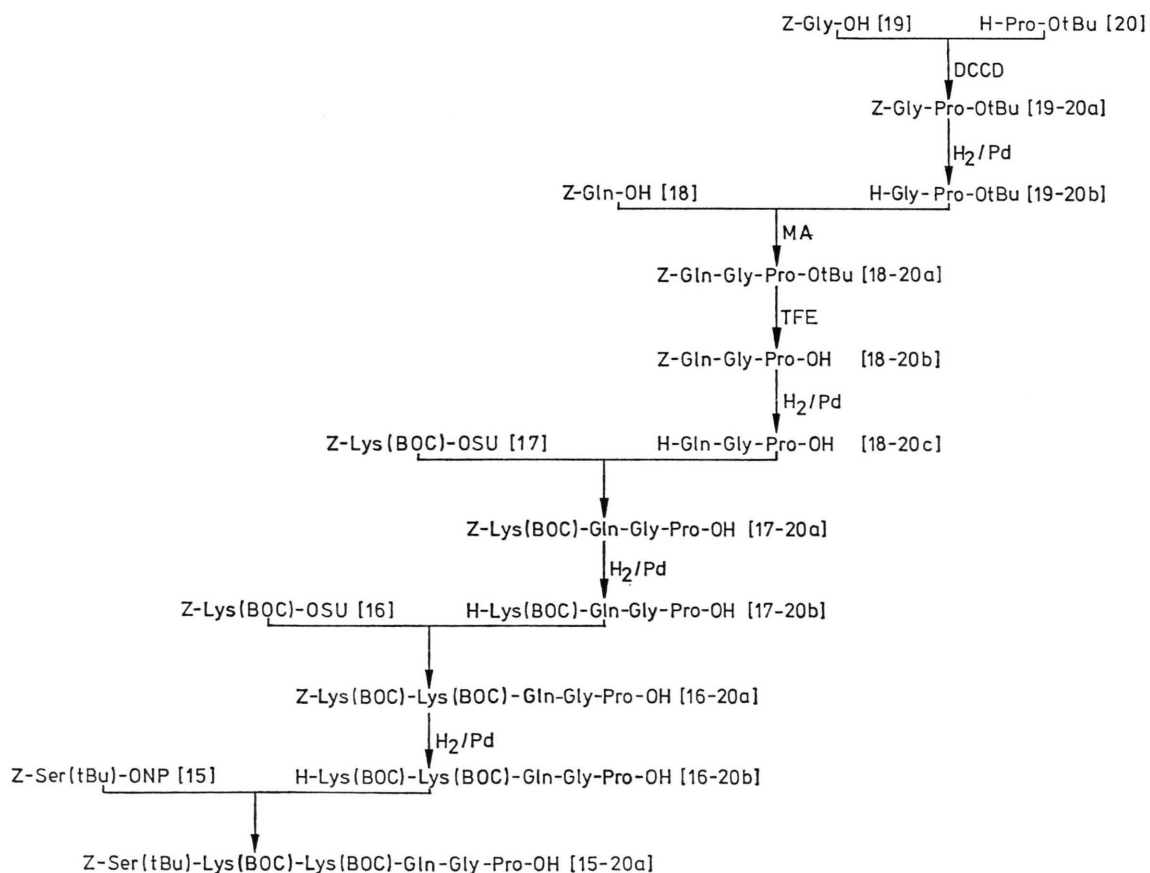 Z-Gly-OH [19] H-Pro-OtBu [20]
DCCD
Z-Gly-Pro-OtBu [19-20a]
H2/Pd
Z-Gln-OH [18] H-Gly-Pro-OtBu [19-20b]
MA
Z-Gln-Gly-Pro-OtBu [18-20a]
TFE
Z-Gln-Gly-Pro-OH [18-20b]
H2/Pd
Z-Lys(BOC)-OSU [17] H-Gln-Gly-Pro-OH [18-20c]
Z-Lys(BOC)-Gln-Gly-Pro-OH [17-20a]
H2/Pd
Z-Lys(BOC)-OSU [16] H-Lys(BOC)-Gln-Gly-Pro-OH [17-20b]
Z-Lys(BOC)-Lys(BOC)-Gln-Gly-Pro-OH [16-20a]
H2/Pd
Z-Ser(tBu)-ONP [15] H-Lys(BOC)-Lys(BOC)-Gln-Gly-Pro-OH [16-20b]
Z-Ser(tBu)-Lys(BOC)-Lys(BOC)-Gln-Gly-Pro-OH [15-20a]